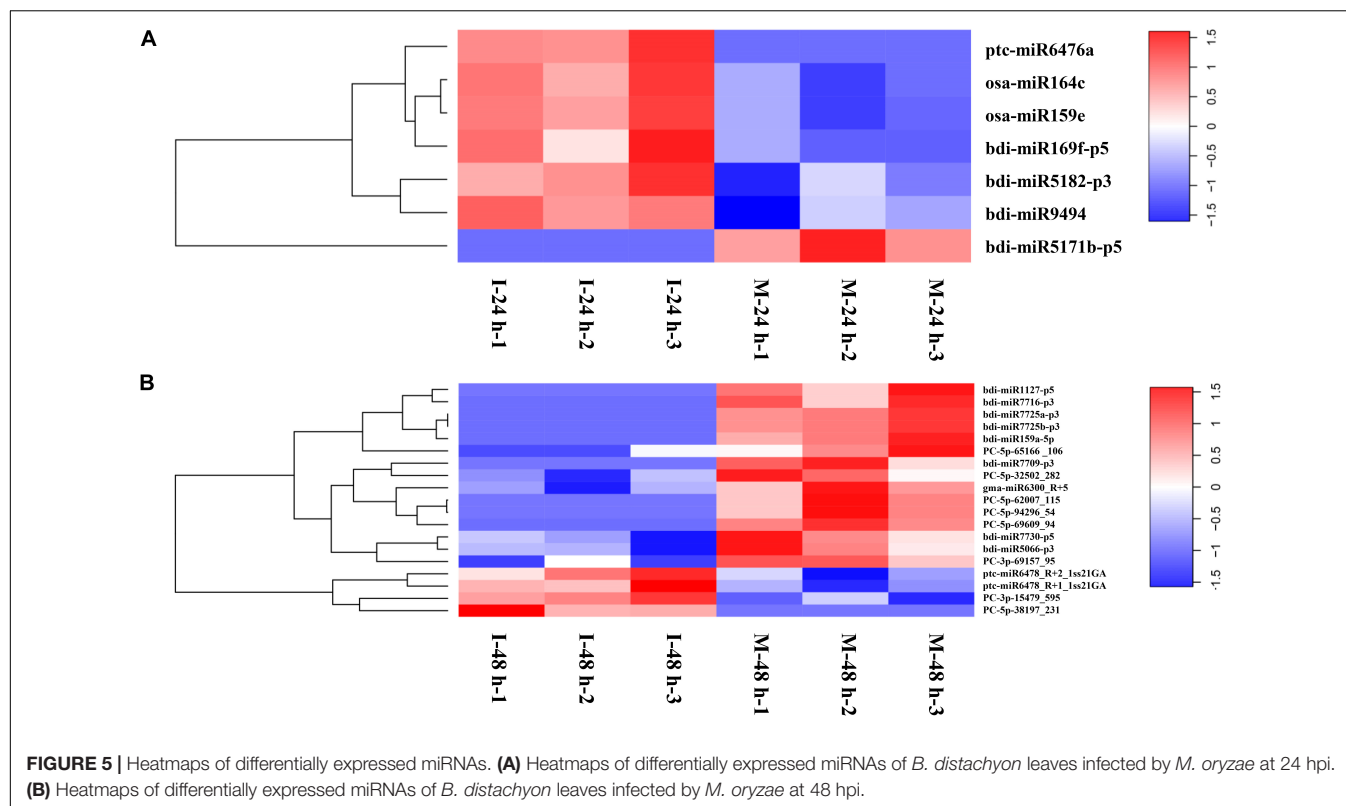 A
ptc-miR6476a
osa-miR164c
osa-miR159e
bdi-miR169f-p5
bdi-miR5182-p3
bdi-miR9494
bdi-miR5171b-p5
1.5
1
0.5
0
-0.5
-1
-1.5
I-24 h-1
I-24 h-2
I-24 h-3
M-24 h-1
M-24 h-2
M-24 h-3
B
bdi-miR1127-p5
bdi-miR7716-p3
bdi-miR7725a-p3
bdi-miR7725b-p3
bdi-miR159a-5p
PC-5p-65166_106
bdi-miR7709-p3
PC-5p-32502_282
gma-miR6300_R+5
PC-5p-62007_115
PC-5p-94296_54
PC-5p-69609_94
bdi-miR7730-p5
bdi-miR5066-p3
PC-3p-69157_95
ptc-miR6478_R+2_1ss21GA
ptc-miR6478_R+1_1ss21GA
PC-3p-15479_595
PC-5p-38197_231
1.5
1
0.5
0
-0.5
-1
-1.5
I-48 h-1
I-48 h-2
I-48 h-3
M-48 h-1
M-48 h-2
M-48 h-3
FIGURE 5 | Heatmaps of differentially expressed miRNAs. (A) Heatmaps of differentially expressed miRNAs of B. distachyon leaves infected by M. oryzae at 24 hpi.
(B) Heatmaps of differentially expressed miRNAs of B. distachyon leaves infected by M. oryzae at 48 hpi.